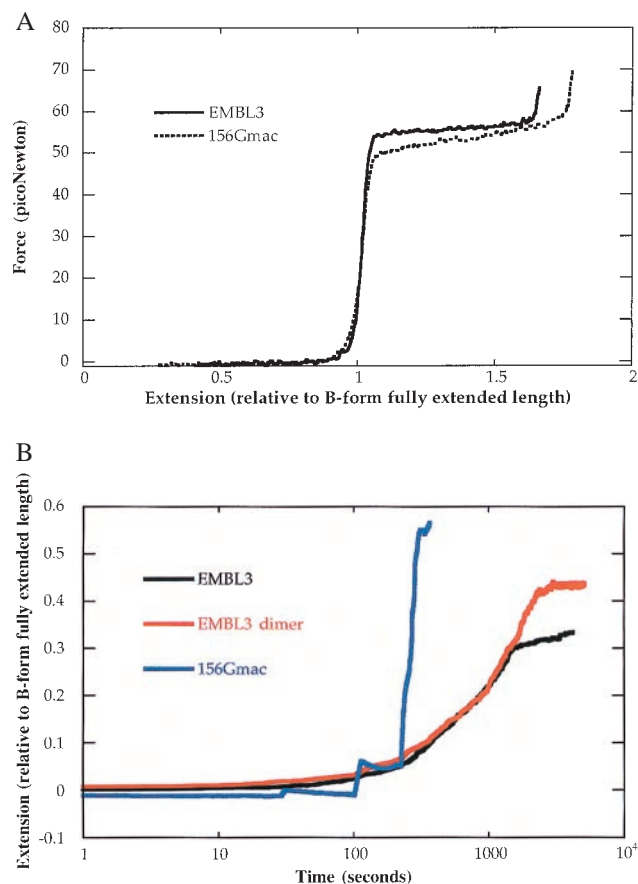 A
80
70
60
50
40
30
20
10
0
Force (picoNewton)
EMBL3
156Gmac
0 0.5 1 1.5 2
Extension (relative to B-form fully extended length)
B
0.6
0.5
0.4
0.3
0.2
0.1
0
-0.1
Extension (relative to B-form fully extended length)
EMBL3
EMBL3 dimer
156Gmac
1 10 100 1000 10⁴
Time (seconds)